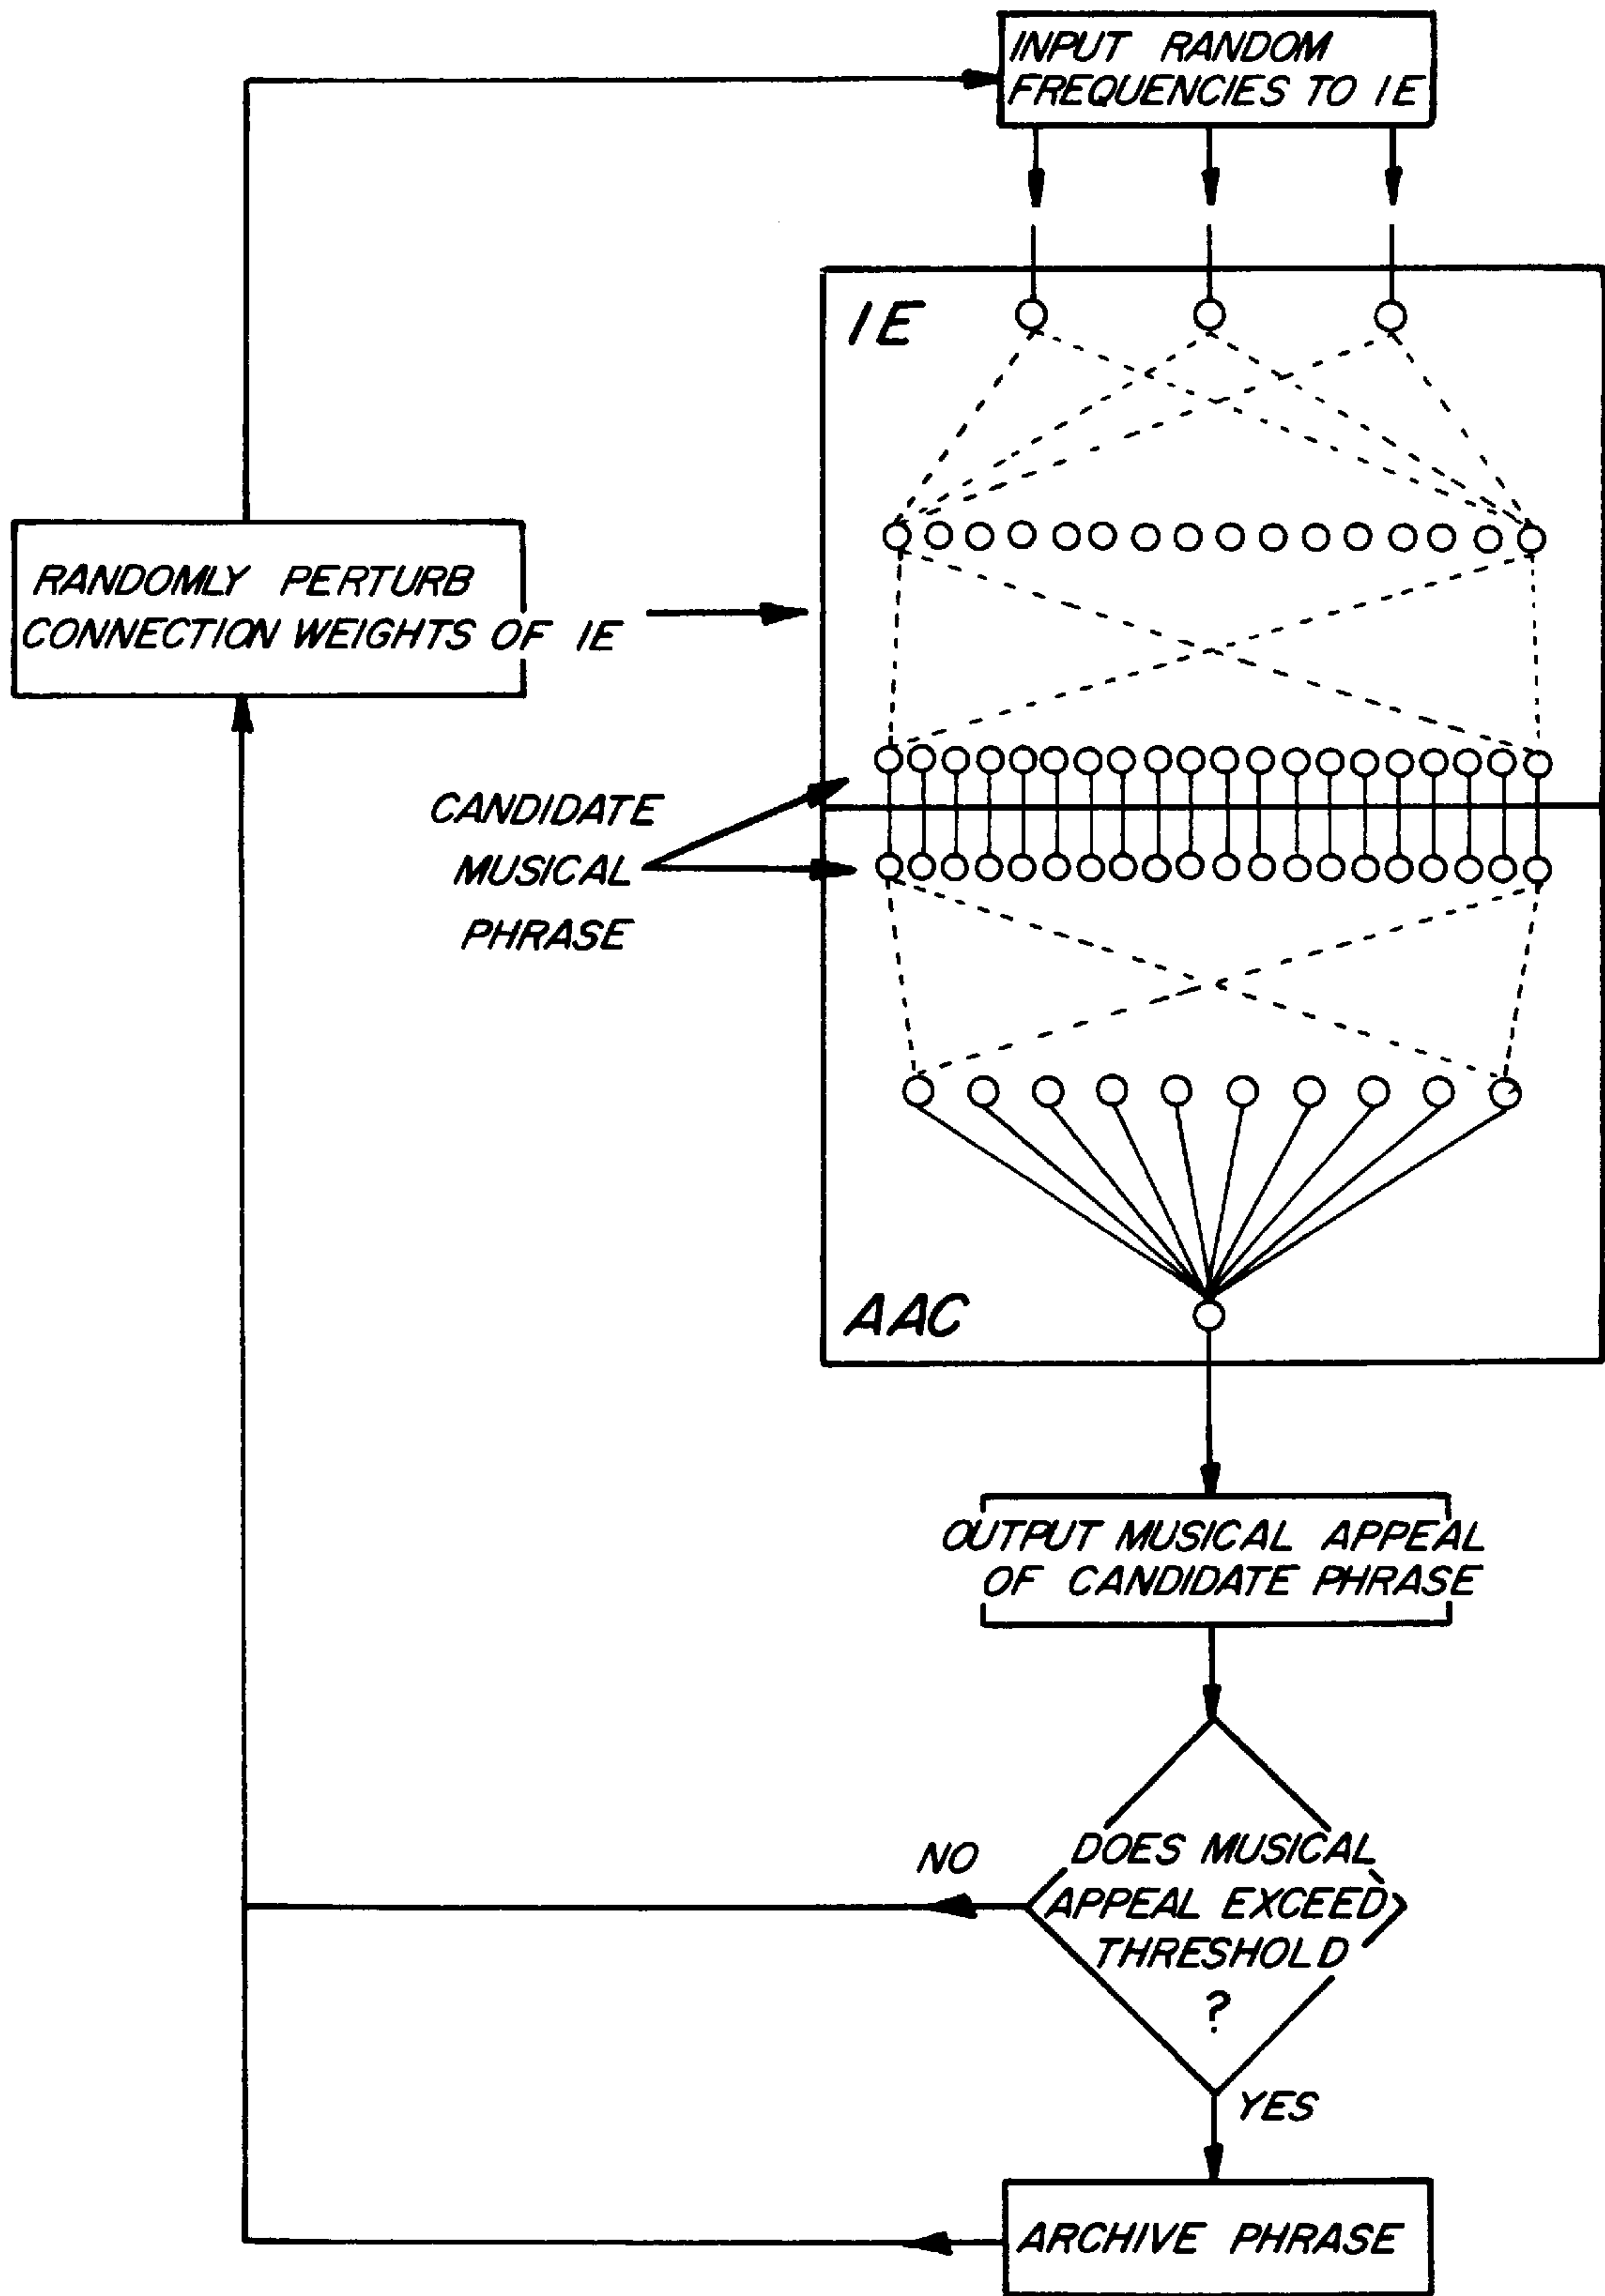 INPUT RANDOM
FREQUENCIES TO IE
IE
RANDOMLY PERTURB
CONNECTION WEIGHTS OF IE
CANDIDATE
MUSICAL
PHRASE
AAC
OUTPUT MUSICAL APPEAL
OF CANDIDATE PHRASE
NO
DOES MUSICAL
APPEAL EXCEED
THRESHOLD
?
YES
ARCHIVE PHRASE